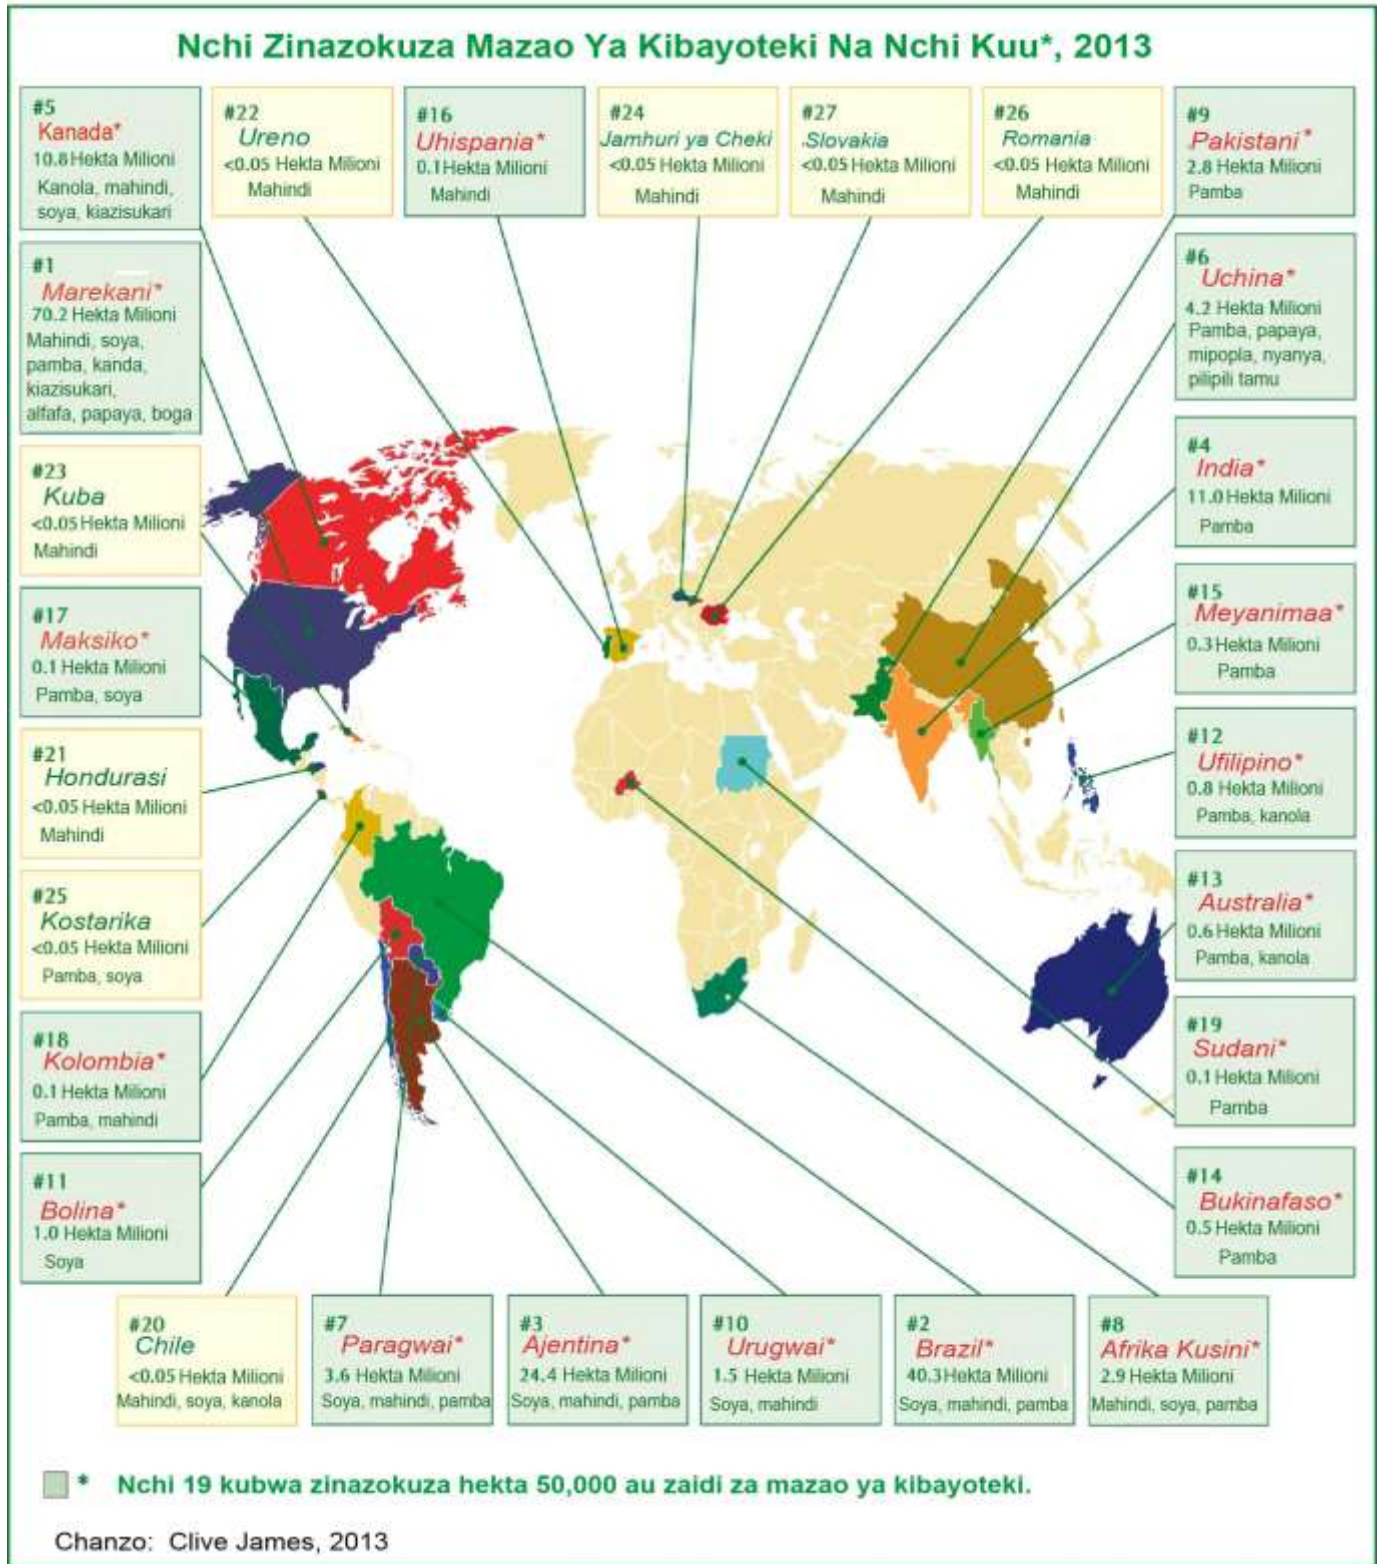 Nchi Zinazokuza Mazao Ya Kibayoteki Na Nchi Kuu*, 2013
#5
Kanada*
10.8 Hekta Milioni
Kanola, mahindi,
soya, kiazisukari
#22
Ureno
<0.05 Hekta Milioni
Mahindi
#16
Uhispania*
0.1 Hekta Milioni
Mahindi
#24
Jamhuri ya Cheki
<0.05 Hekta Milioni
Mahindi
#27
Slovakia
<0.05 Hekta Milioni
Mahindi
#26
Romania
<0.05 Hekta Milioni
Mahindi
#9
Pakistani*
2.8 Hekta Milioni
Pamba
#1
Marekani*
70.2 Hekta Milioni
Mahindi, soya,
pamba, kanda,
kiazisukari,
alfafa, papaya, boga
#6
Uchina*
4.2 Hekta Milioni
Pamba, papaya,
mipopla, nyanya,
pilipili tamu
#23
Kuba
<0.05 Hekta Milioni
Mahindi
#4
India*
11.0 Hekta Milioni
Pamba
#17
Maksiko*
0.1 Hekta Milioni
Pamba, soya
#15
Meyanimaa*
0.3 Hekta Milioni
Pamba
#21
Hondurasi
<0.05 Hekta Milioni
Mahindi
#12
Ufilipino*
0.8 Hekta Milioni
Pamba, kanola
#25
Kostarika
<0.05 Hekta Milioni
Pamba, soya
#13
Australia*
0.6 Hekta Milioni
Pamba, kanola
#18
Kolombia*
0.1 Hekta Milioni
Pamba, mahindi
#19
Sudani*
0.1 Hekta Milioni
Pamba
#11
Bolina*
1.0 Hekta Milioni
Soya
#14
Bukinafaso*
0.5 Hekta Milioni
Pamba
#20
Chile
<0.05 Hekta Milioni
Mahindi, soya, kanola
#7
Paragwai*
3.6 Hekta Milioni
Soya, mahindi, pamba
#3
Ajentina*
24.4 Hekta Milioni
Soya, mahindi, pamba
#10
Urugwai*
1.5 Hekta Milioni
Soya, mahindi
#2
Brazil*
40.3 Hekta Milioni
Soya, mahindi, pamba
#8
Afrika Kusini*
2.9 Hekta Milioni
Mahindi, soya, pamba
* Nchi 19 kubwa zinazokuza hekta 50,000 au zaidi za mazao ya kibayoteki.
Chanzo: Clive James, 2013